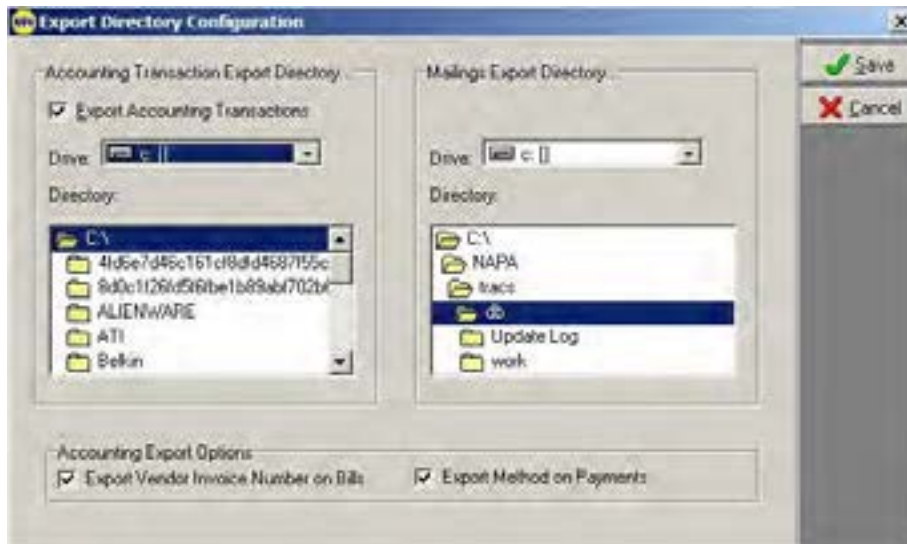 Export Directory Configuration
Accounting Transaction Export Directory...
Export Accounting Transactions
Drive: c: []
Directory:
C:\
ALIENWARE
ATI
Belkin
Mailings Export Directory...
Drive: c: []
Directory:
C:\
NAPA
tracs
db
Update Log
work
Accounting Export Options
Export Vendor Invoice Number on Bills
Export Method on Payments
Save
Cancel